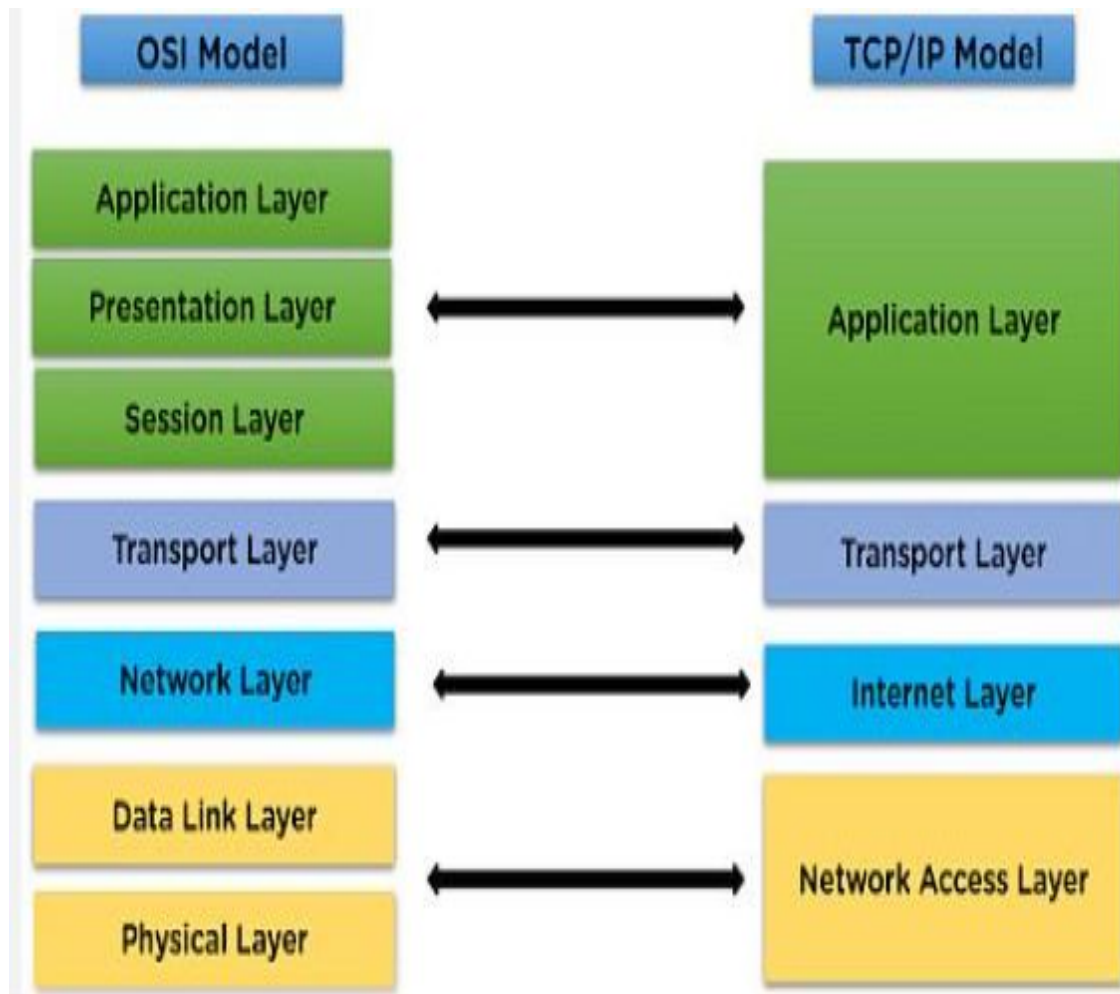 OSI Model
TCP/IP Model
Application Layer
Presentation Layer
Session Layer
Transport Layer
Network Layer
Data Link Layer
Physical Layer
Application Layer
Transport Layer
Internet Layer
Network Access Layer